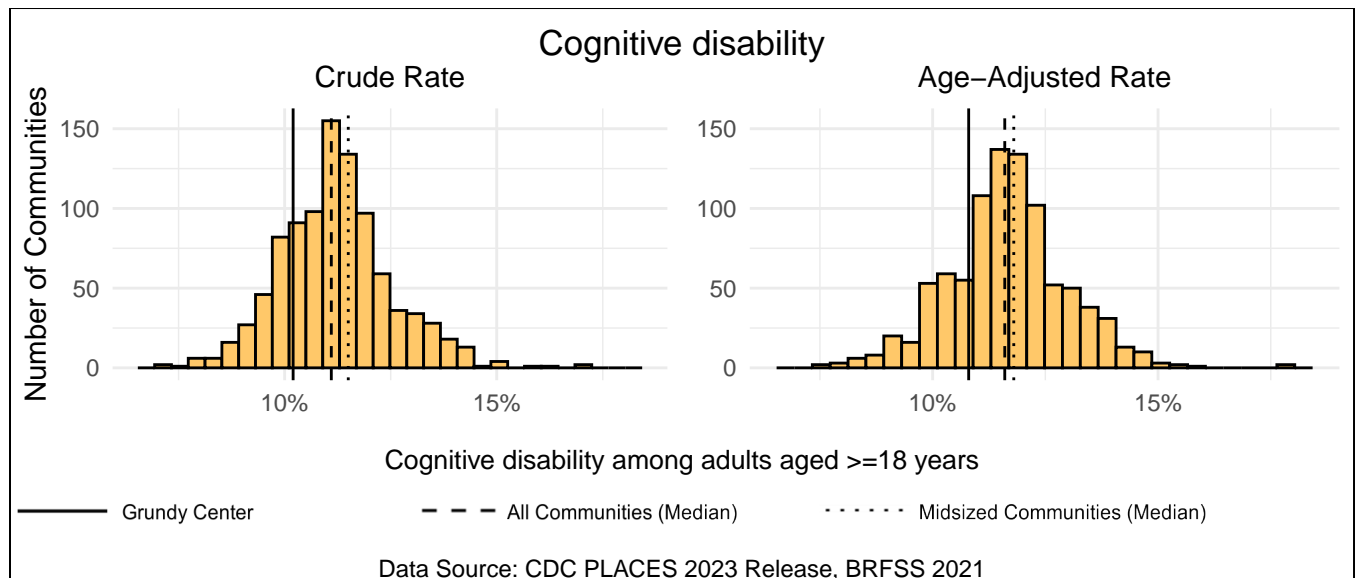 Cognitive disability
Crude Rate
Age−Adjusted Rate
Number of Communities
150
100
50
0
10%
15%
150
100
50
0
10%
15%
Cognitive disability among adults aged >=18 years
Grundy Center
All Communities (Median)
Midsized Communities (Median)
Data Source: CDC PLACES 2023 Release, BRFSS 2021